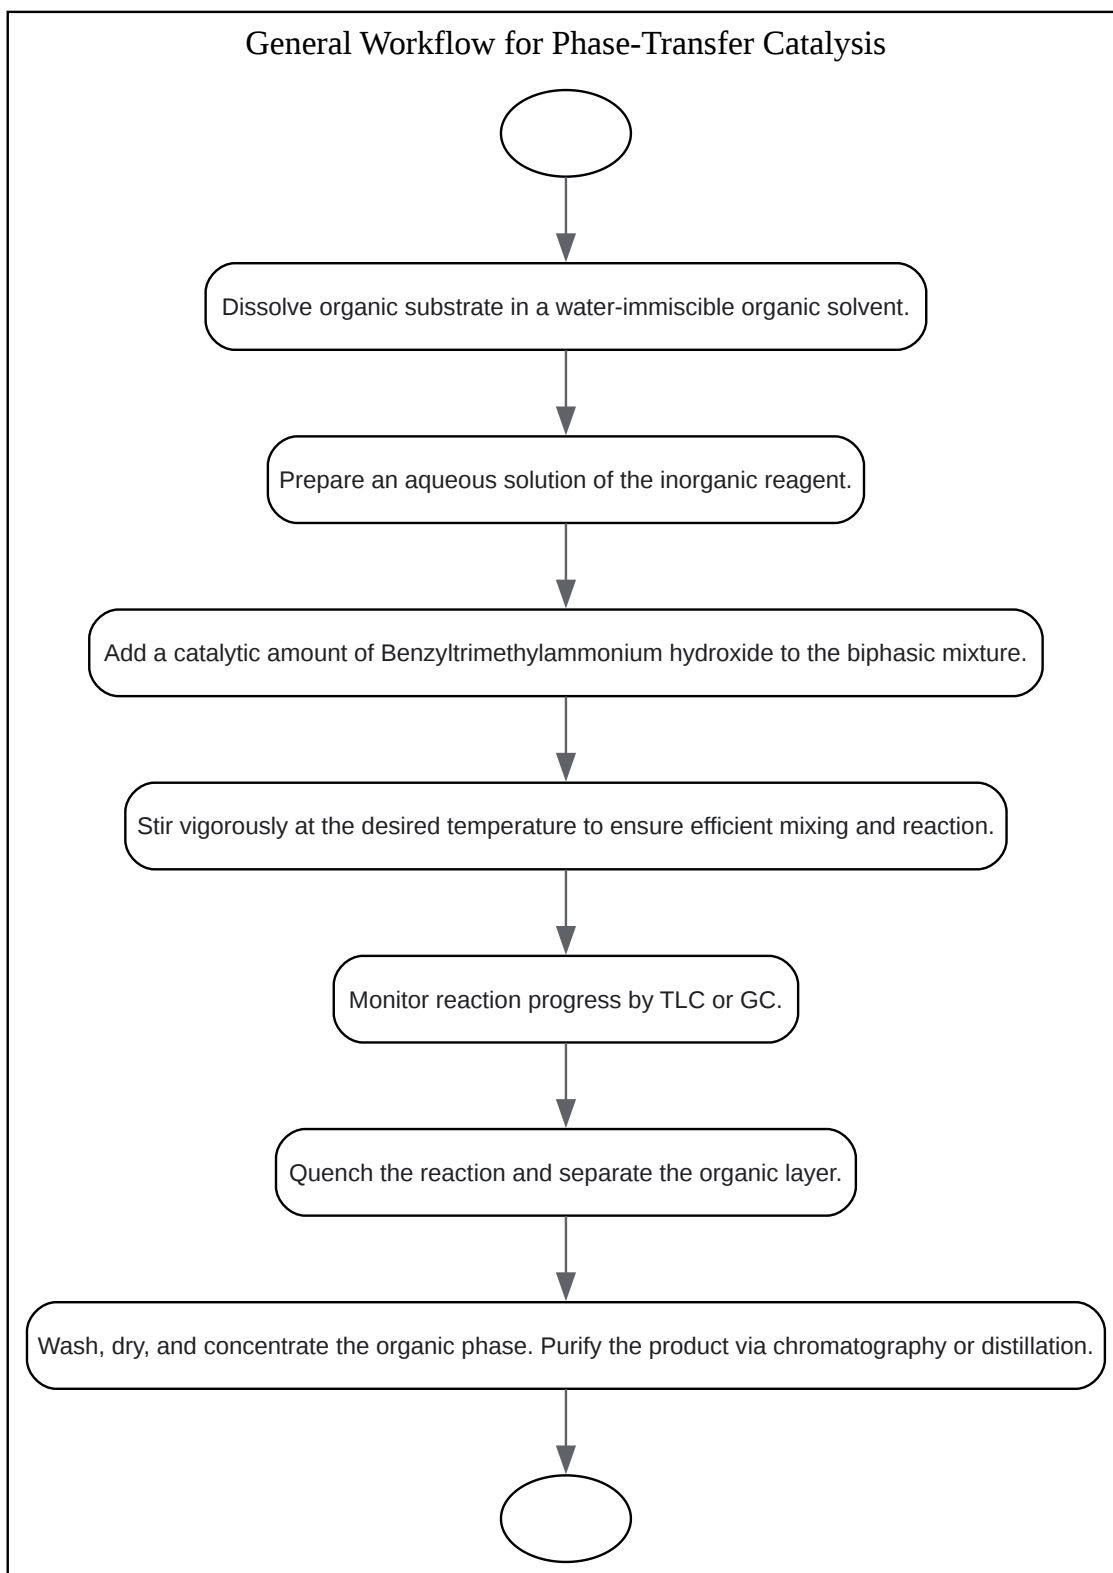 General Workflow for Phase-Transfer Catalysis
Dissolve organic substrate in a water-immiscible organic solvent.
Prepare an aqueous solution of the inorganic reagent.
Add a catalytic amount of Benzyltrimethylammonium hydroxide to the biphasic mixture.
Stir vigorously at the desired temperature to ensure efficient mixing and reaction.
Monitor reaction progress by TLC or GC.
Quench the reaction and separate the organic layer.
Wash, dry, and concentrate the organic phase. Purify the product via chromatography or distillation.